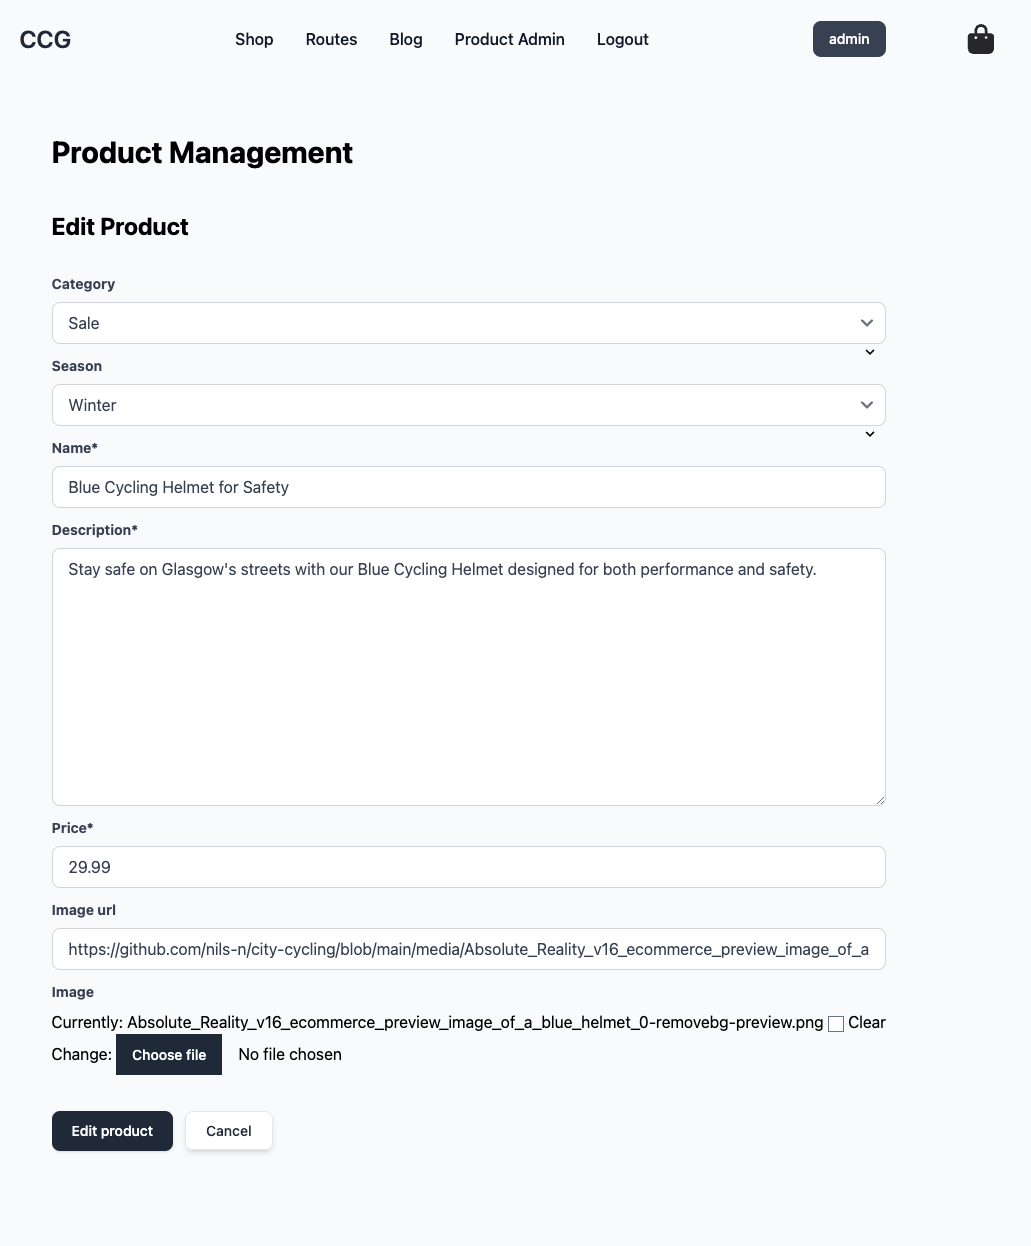 CCG Shop Routes Blog Product Admin Logout admin
Product Management
Edit Product
Category
Sale
Season
Winter
Name*
Blue Cycling Helmet for Safety
Description*
Stay safe on Glasgow's streets with our Blue Cycling Helmet designed for both performance and safety.
Price*
29.99
Image url
https://github.com/nils-n/city-cycling/blob/main/media/Absolute_Reality_v16_ecommerce_preview_image_of_a
Image
Currently: Absolute_Reality_v16_ecommerce_preview_image_of_a_blue_helmet_0-removebg-preview.png Clear
Change: Choose file No file chosen
Edit product Cancel